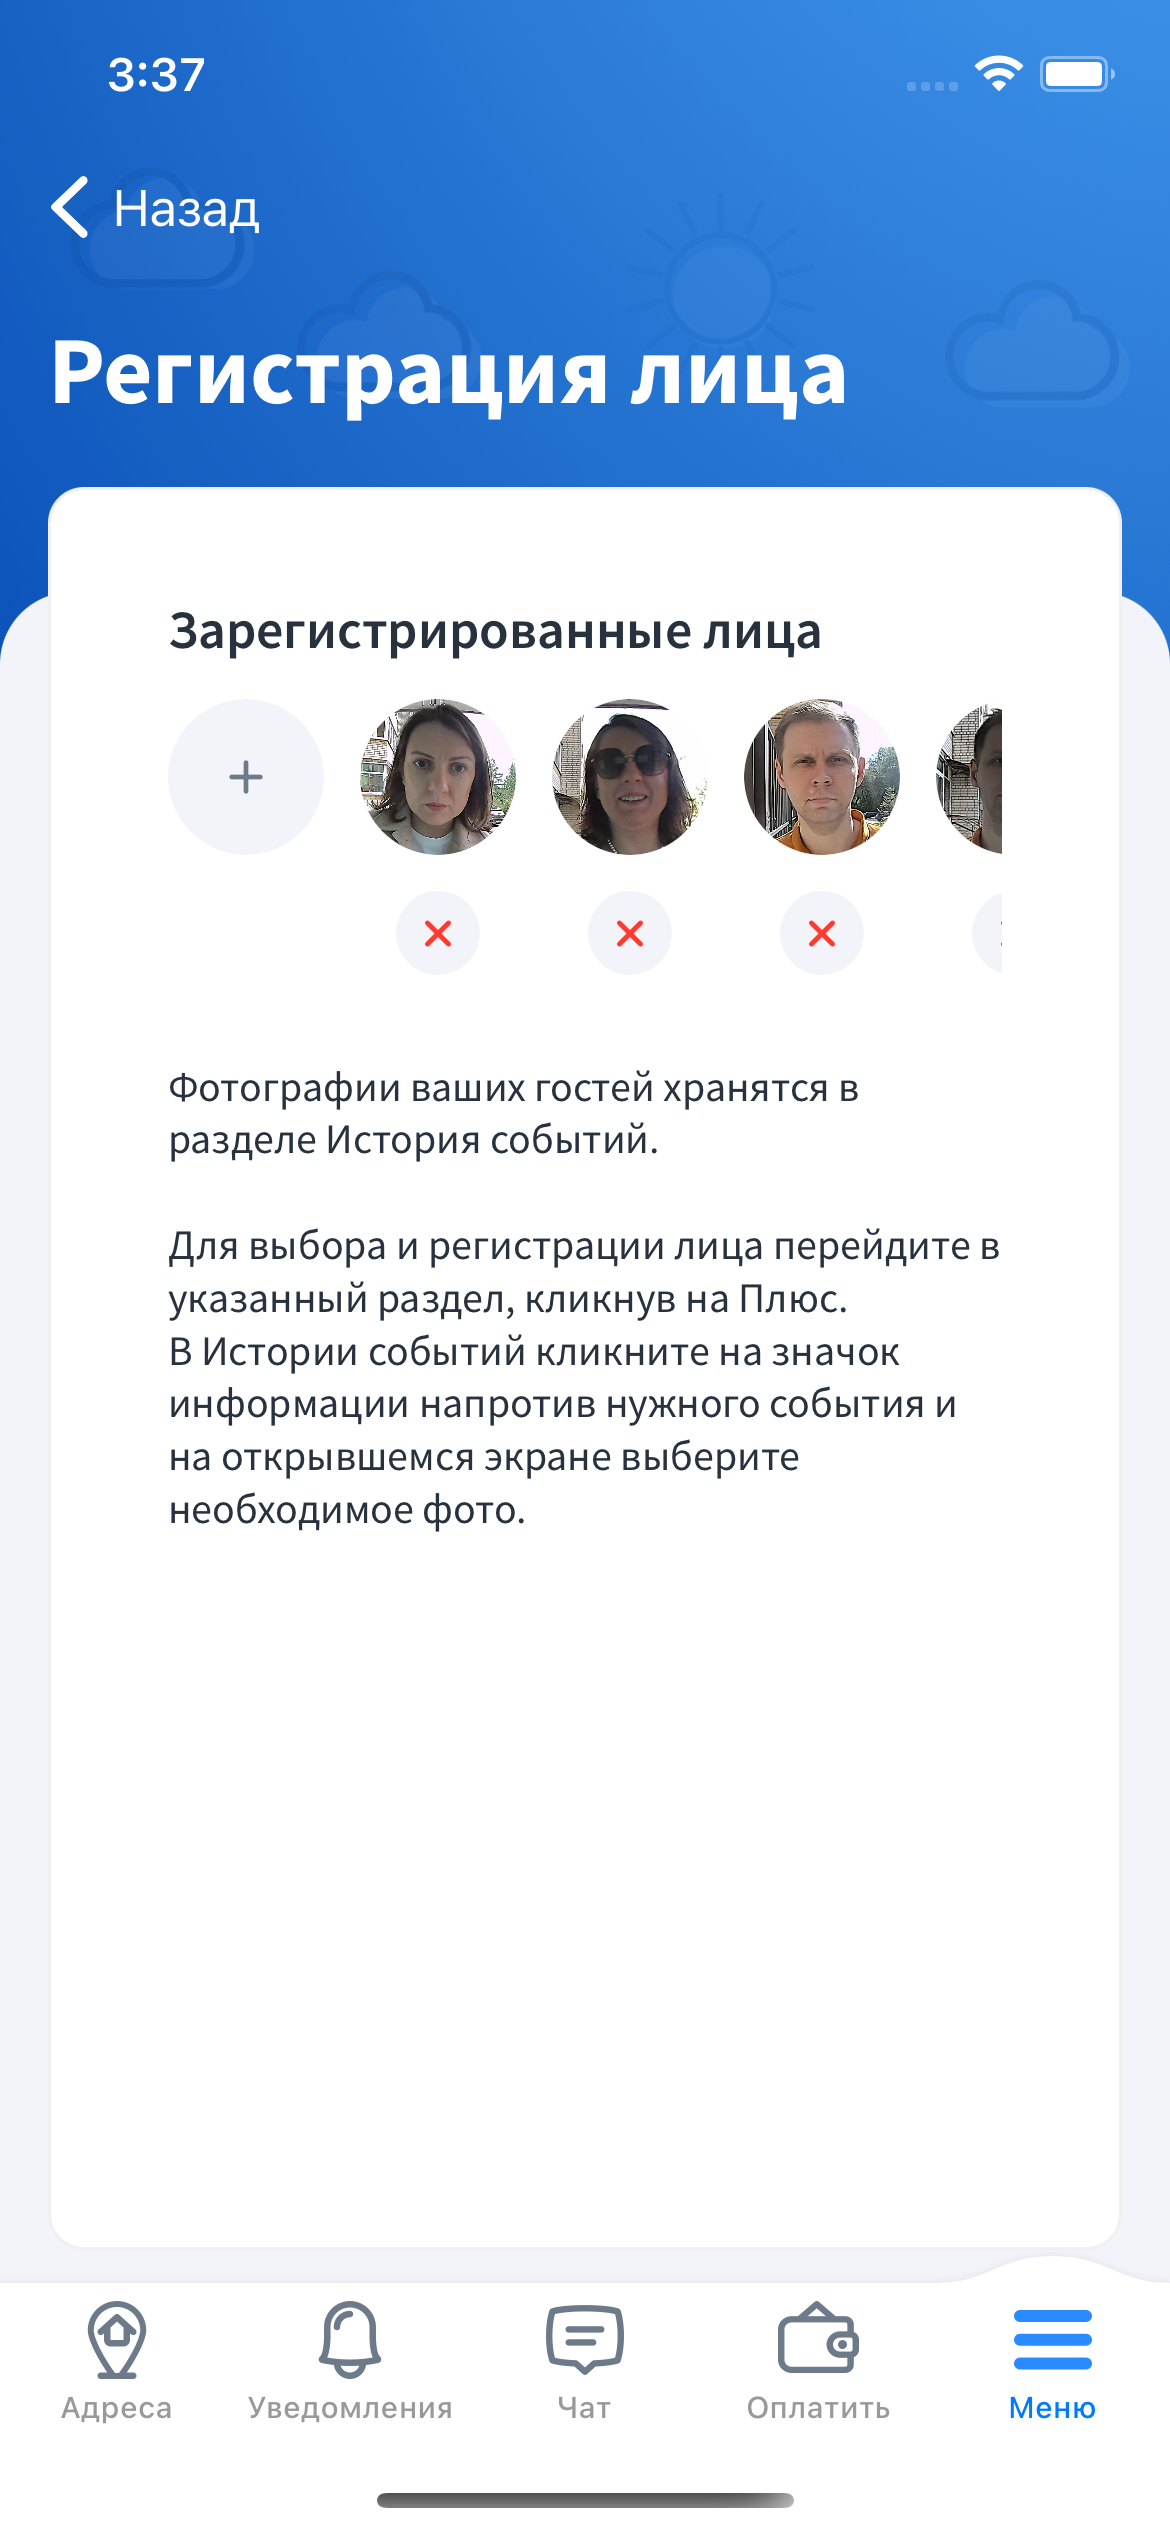 3:37
Назад
Регистрация лица
Зарегистрированные лица
Фотографии ваших гостей хранятся в
разделе История событий.
Для выбора и регистрации лица перейдите в
указанный раздел, кликнув на Плюс.
В Истории событий кликните на значок
информации напротив нужного события и
на открывшемся экране выберите
необходимое фото.
Адреса
Уведомления
Чат
Оплатить
Меню